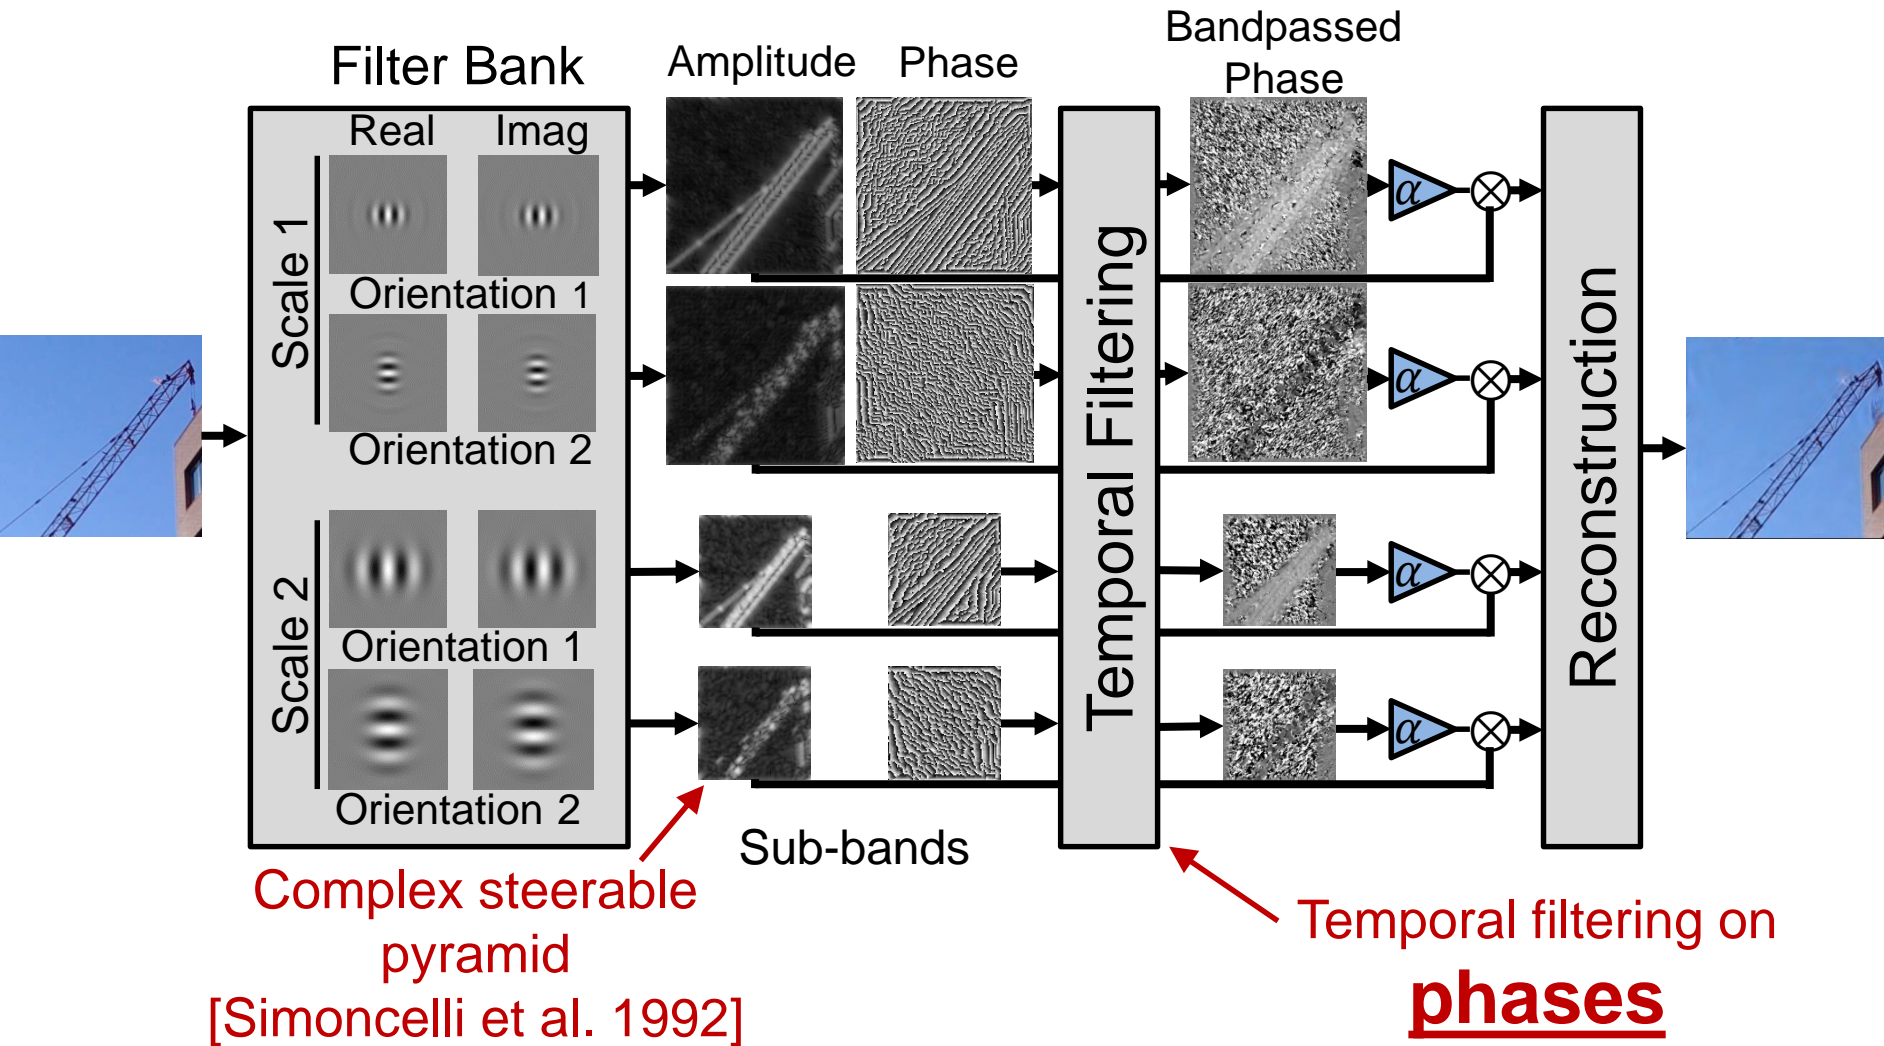 Filter Bank
Amplitude
Phase
Bandpassed
Phase
Real
Imag
Scale 1
Orientation 1
Orientation 2
Scale 2
Orientation 1
Orientation 2
Temporal Filtering
α
α
α
α
Reconstruction
Sub-bands
Complex steerable
pyramid
[Simoncelli et al. 1992]
Temporal filtering on
phases